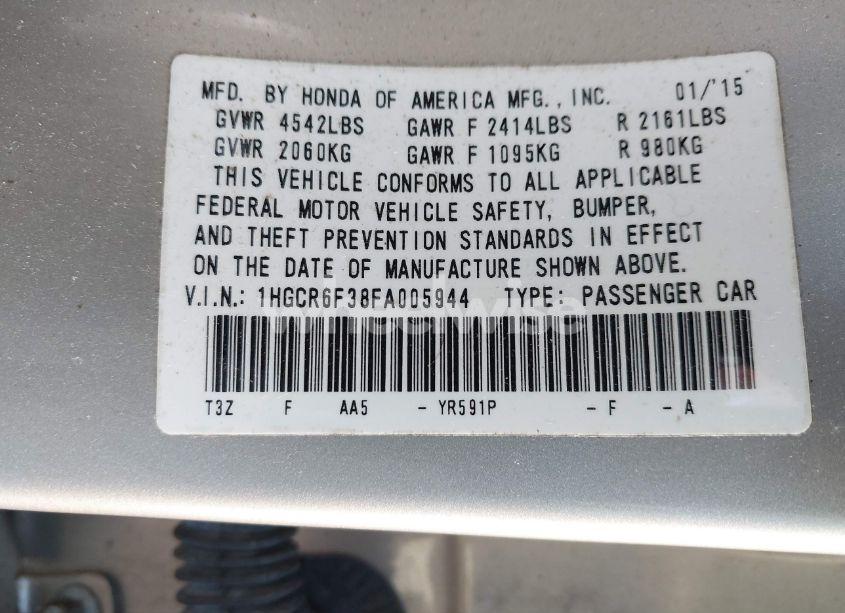 MFD. BY HONDA OF AMERICA MFG., INC. 01/'15
GVWR 4542LBS GAWR F 2414LBS R 2161LBS
GVWR 2060KG GAWR F 1095KG R 980KG
THIS VEHICLE CONFORMS TO ALL APPLICABLE
FEDERAL MOTOR VEHICLE SAFETY, BUMPER,
AND THEFT PREVENTION STANDARDS IN EFFECT
ON THE DATE OF MANUFACTURE SHOWN ABOVE.
V.I.N.: 1HGCR6F38FA005944 TYPE: PASSENGER CAR
wheelwise
T3Z F AA5 - YR591P - F - A